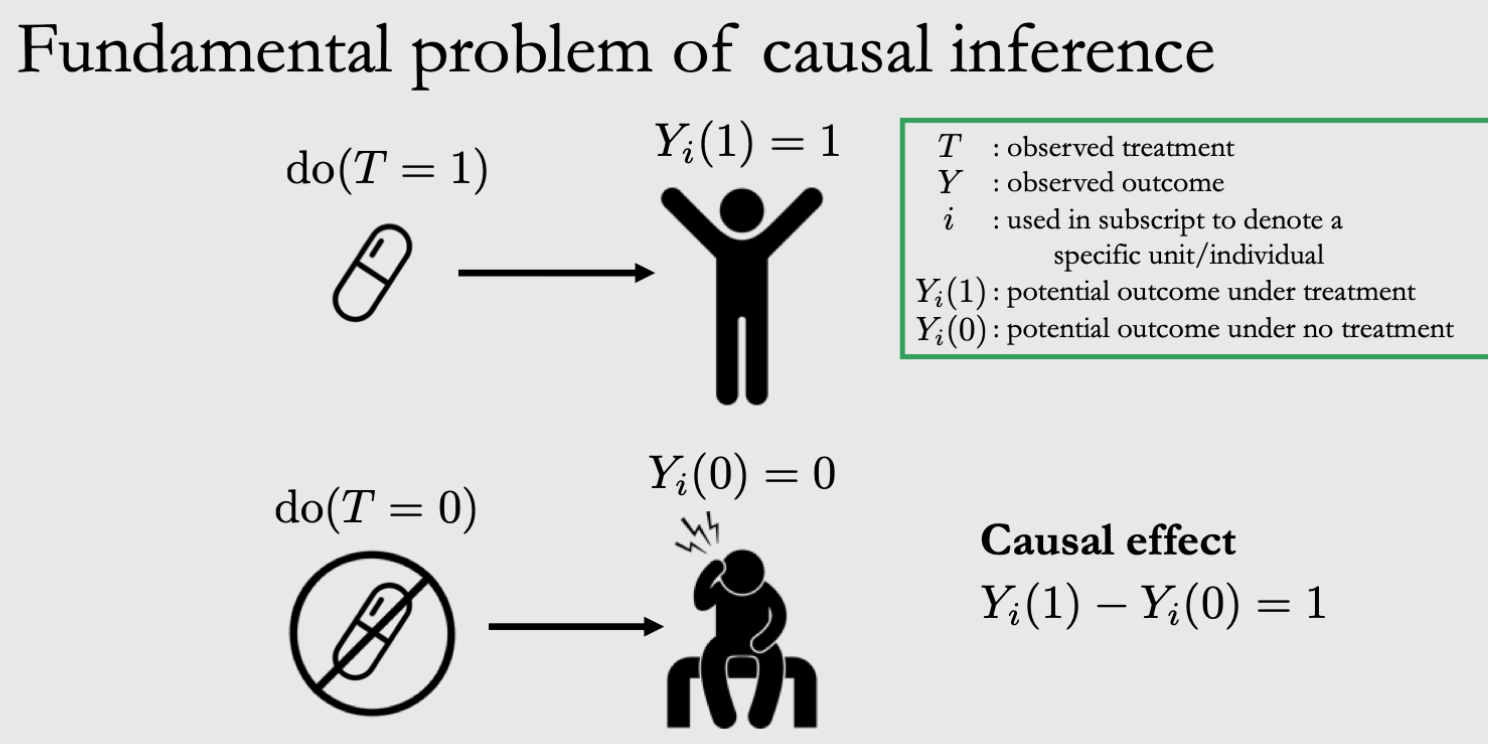 Fundamental problem of causal inference
do(T = 1)
Y_i(1) = 1
T : observed treatment
Y : observed outcome
i : used in subscript to denote a
specific unit/individual
Y_i(1) : potential outcome under treatment
Y_i(0) : potential outcome under no treatment
do(T = 0)
Y_i(0) = 0
Causal effect
Y_i(1) − Y_i(0) = 1